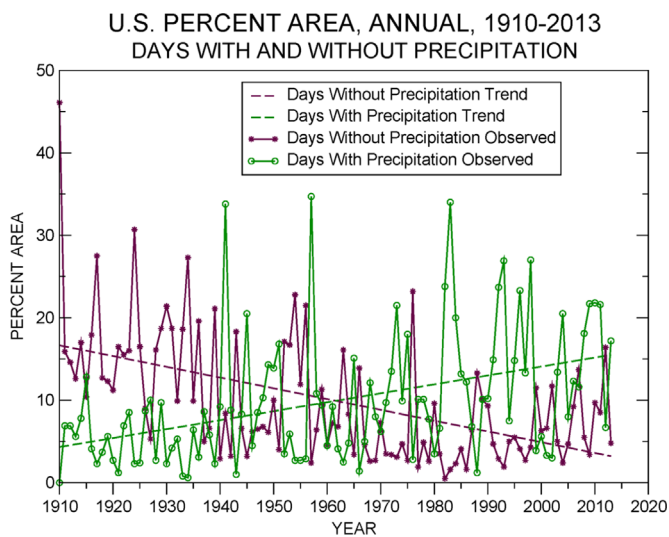 U.S. PERCENT AREA, ANNUAL, 1910-2013
DAYS WITH AND WITHOUT PRECIPITATION
50
40
30
20
10
0
PERCENT AREA
Days Without Precipitation Trend
Days With Precipitation Trend
Days Without Precipitation Observed
Days With Precipitation Observed
1910 1920 1930 1940 1950 1960 1970 1980 1990 2000 2010 2020
YEAR